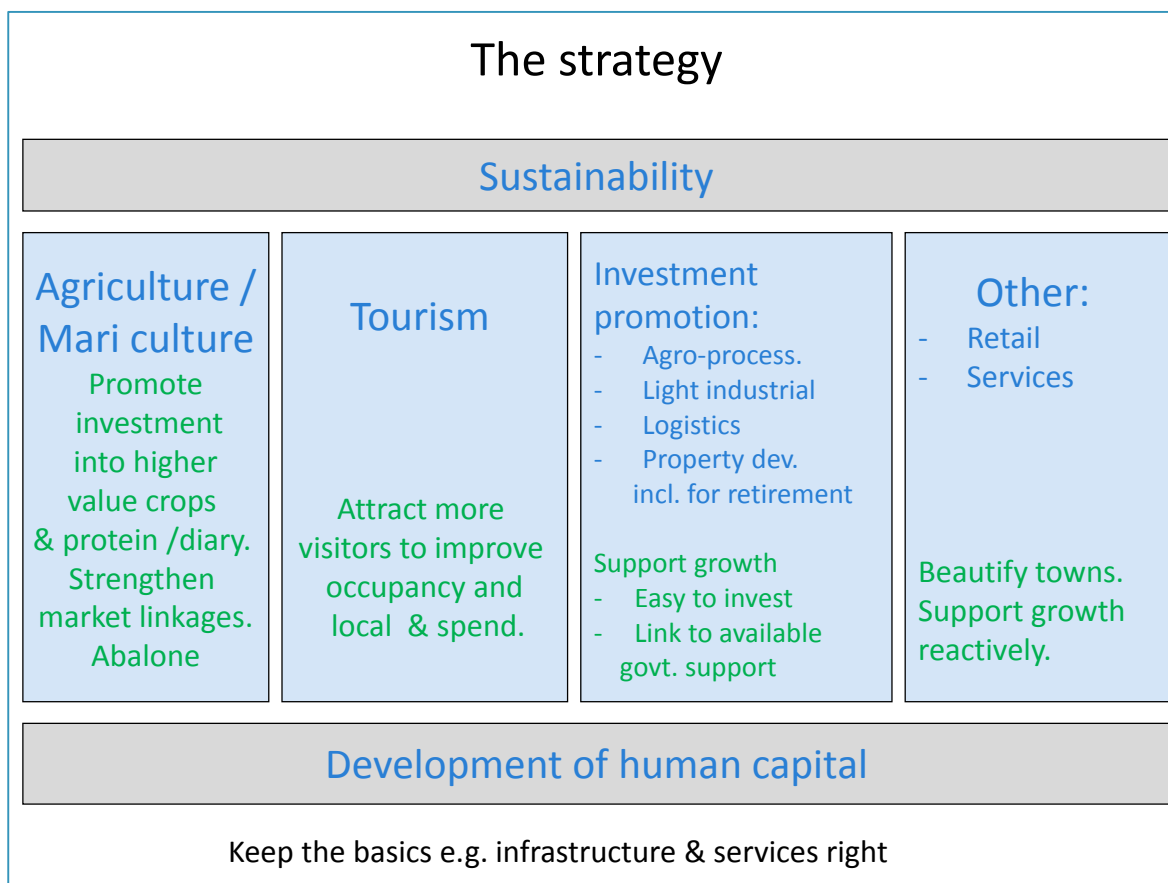 The strategy
Sustainability
Agriculture /
Mari culture
Promote
investment
into higher
value crops
& protein /diary.
Strengthen
market linkages.
Abalone
Tourism
Attract more
visitors to improve
occupancy and
local & spend.
Investment
promotion:
- Agro-process.
- Light industrial
- Logistics
- Property dev.
incl. for retirement
Support growth
- Easy to invest
- Link to available
govt. support
Other:
- Retail
- Services
Beautify towns.
Support growth
reactively.
Development of human capital
Keep the basics e.g. infrastructure & services right